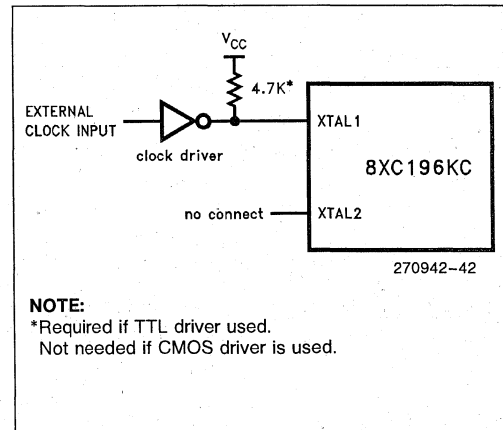 VCC
4.7K*
EXTERNAL
CLOCK INPUT
clock driver
XTAL1
8XC196KC
no connect
XTAL2
270942-42
NOTE:
*Required if TTL driver used.
Not needed if CMOS driver is used.